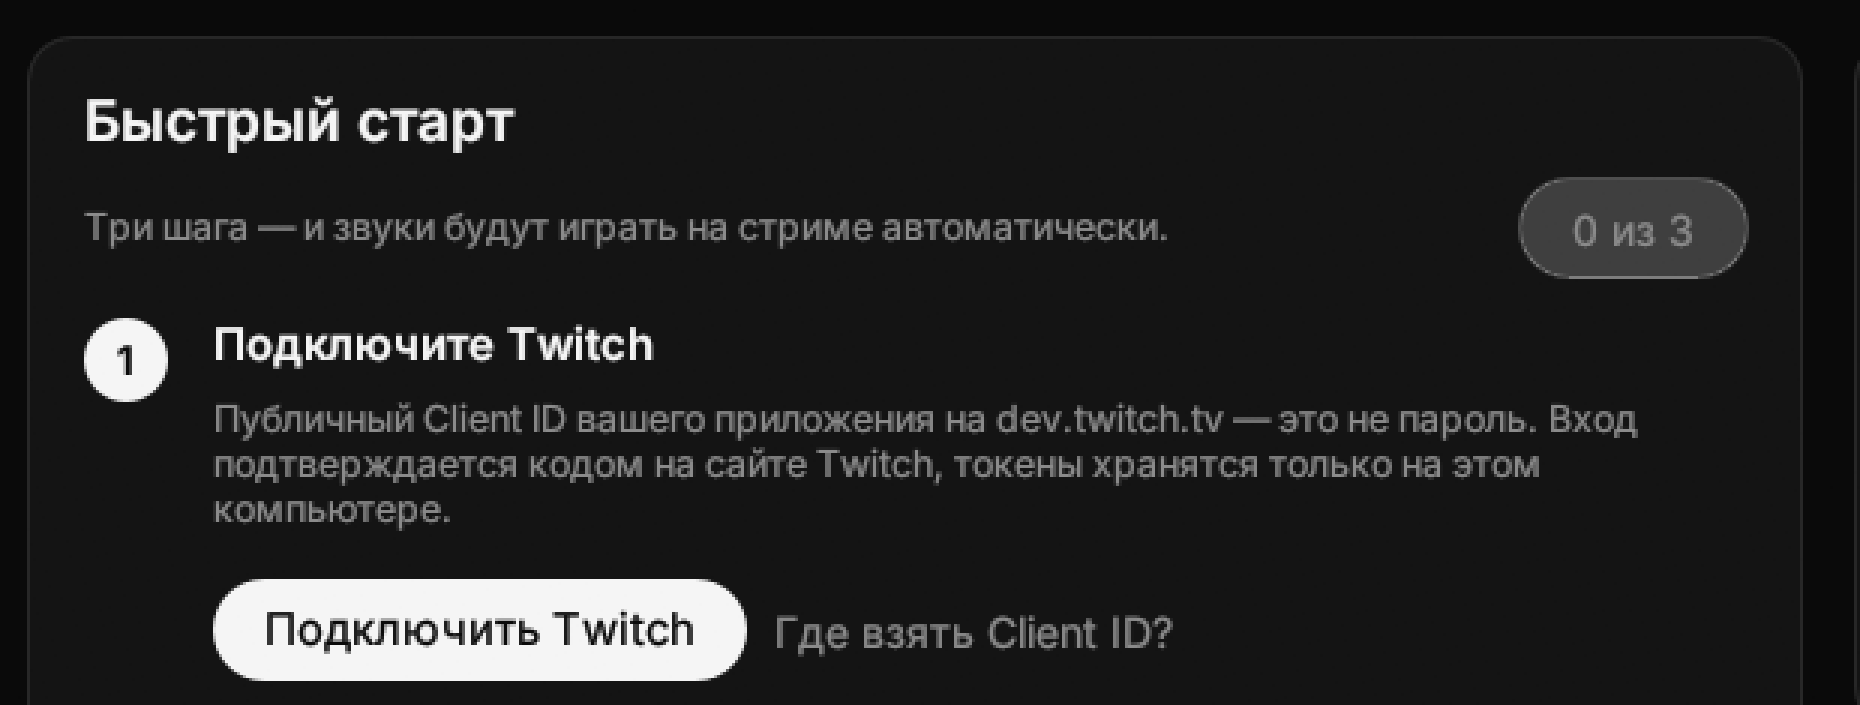 Быстрый старт
Три шага — и звуки будут играть на стриме автоматически.
0 из 3
1
Подключите Twitch
Публичный Client ID вашего приложения на dev.twitch.tv — это не пароль. Вход
подтверждается кодом на сайте Twitch, токены хранятся только на этом
компьютере.
Подключить Twitch
Где взять Client ID?